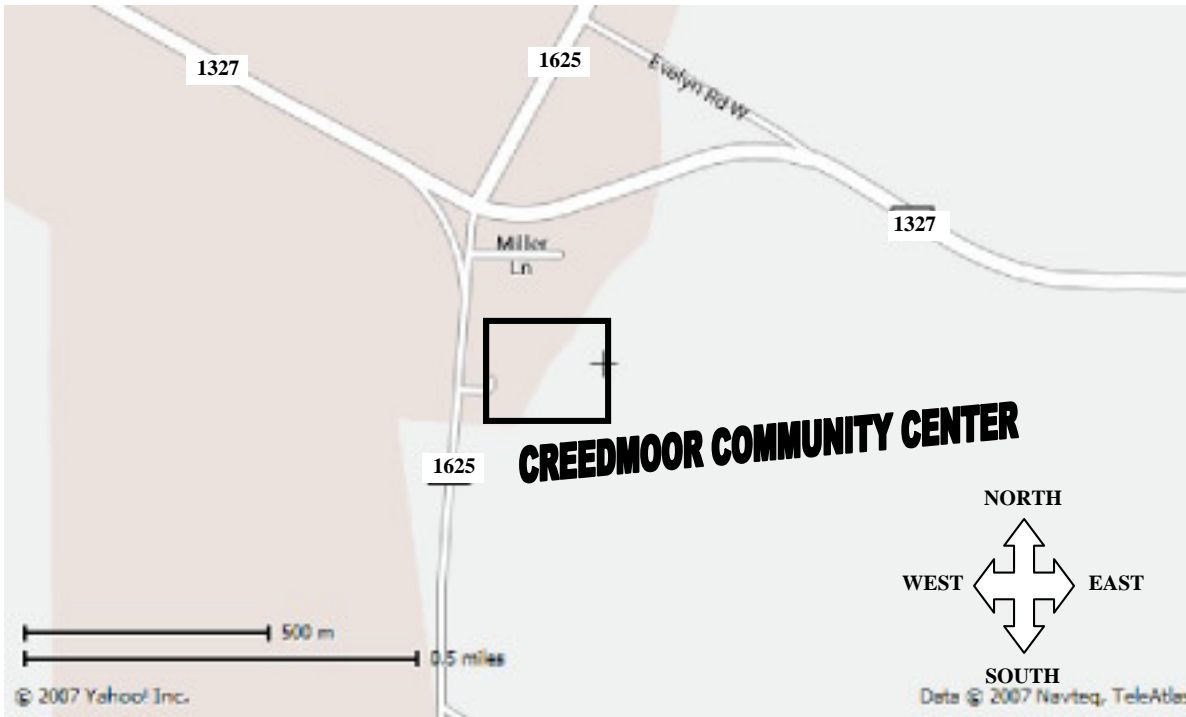 1327
1625
Evelyn Rd W
1327
Miller
Ln
CREEDMOOR COMMUNITY CENTER
1625
NORTH
WEST
EAST
SOUTH
500 m
0.5 miles
© 2007 Yahoo! Inc.
Data © 2007 Navteq, TeleAtlas